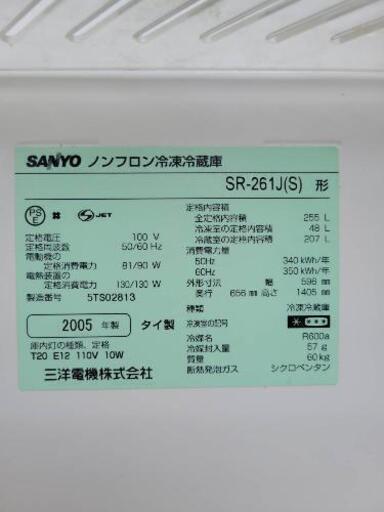 SANYO ノンフロン冷凍冷蔵庫
SR-261J(S) 形
PS E JET
定格電圧 100 V
定格周波数 50/60 Hz
電動機の
定格消費電力 81/90 W
電熱装置の
定格消費電力 130/130 W
製造番号 5TS02813
2005 年製 タイ製
庫内灯の種類、定格
T20 E12 110V 10W
三洋電機株式会社
定格内容積
全定格内容積 255 L
冷凍室の定格内容積 48 L
冷蔵室の定格内容積 207 L
消費電力量
50Hz 340 kWh/年
60Hz 350 kWh/年
外形寸法 幅 598 mm
奥行 656 mm 高さ 1405 mm
種類 冷凍冷蔵庫
冷凍室の記号
冷媒名 R600a
冷媒封入量 57 g
質量 60 kg
断熱発泡ガス シクロペンタン